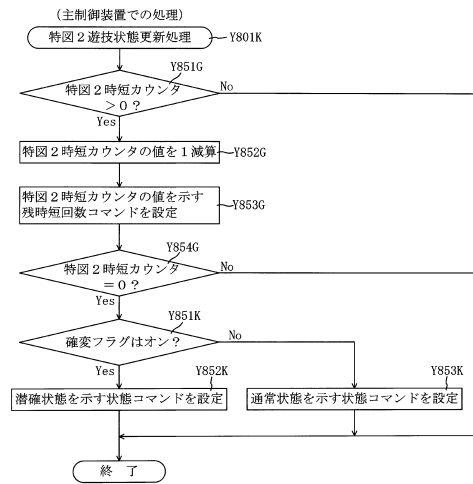 （主制御装置での処理）
特図２遊技状態更新処理
Y801K
Y851G
特図２時短カウンタ
＞０？
No
Yes
特図２時短カウンタの値を１減算
Y852G
特図２時短カウンタの値を示す
残時短回数コマンドを設定
Y853G
Y854G
特図２時短カウンタ
＝０？
No
Yes
Y851K
確変フラグはオン？
No
Yes
Y852K
潜確状態を示す状態コマンドを設定
Y853K
通常状態を示す状態コマンドを設定
終 了